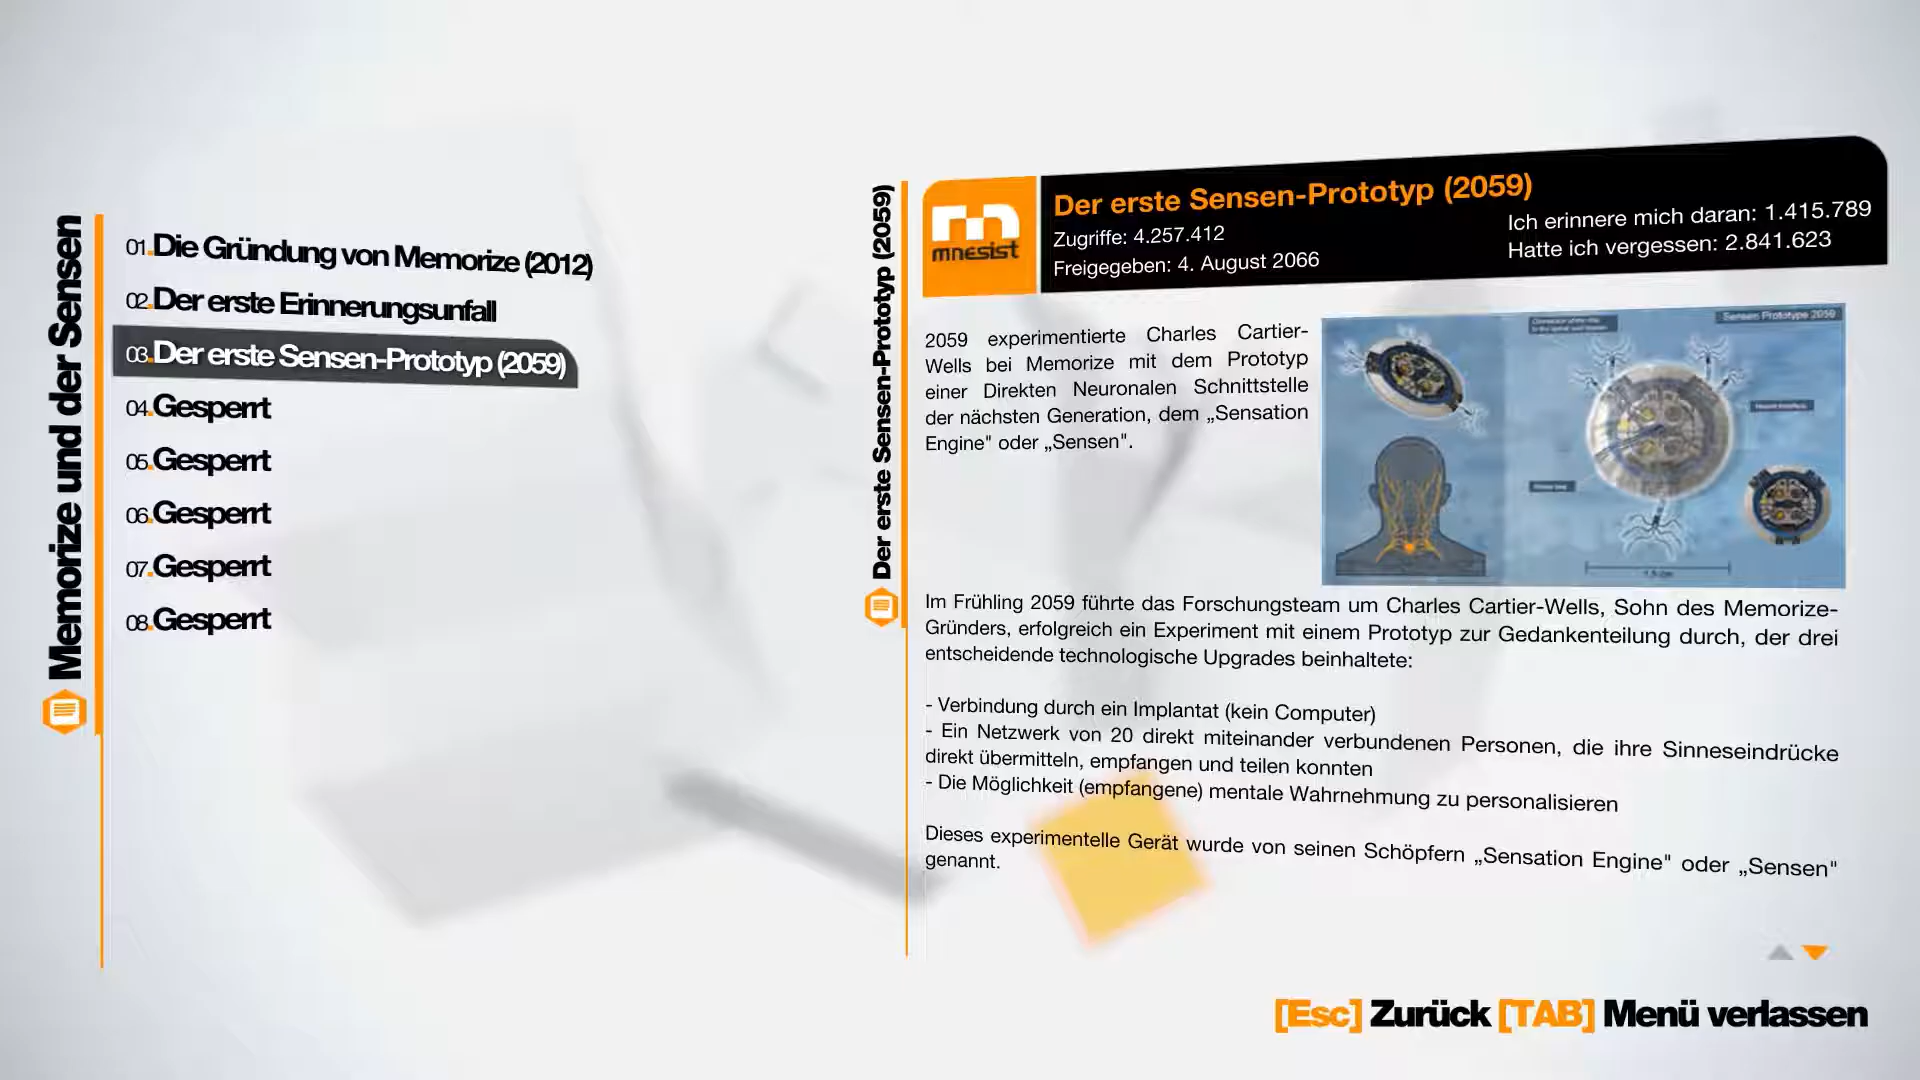 Memorize und der Sensen
01.Die Gründung von Memorize (2012)
02.Der erste Erinnerungsunfall
03.Der erste Sensen-Prototyp (2059)
04.Gesperrt
05.Gesperrt
06.Gesperrt
07.Gesperrt
08.Gesperrt
Der erste Sensen-Prototyp (2059)
mnesist
Der erste Sensen-Prototyp (2059)
Zugriffe: 4.257.412
Freigegeben: 4. August 2066
Ich erinnere mich daran: 1.415.789
Hatte ich vergessen: 2.841.623
2059 experimentierte Charles Cartier-
Wells bei Memorize mit dem Prototyp
einer Direkten Neuronalen Schnittstelle
der nächsten Generation, dem „Sensation
Engine" oder „Sensen".
Sensen Prototype 2059
Im Frühling 2059 führte das Forschungsteam um Charles Cartier-Wells, Sohn des Memorize-
Gründers, erfolgreich ein Experiment mit einem Prototyp zur Gedankenteilung durch, der drei
entscheidende technologische Upgrades beinhaltete:
- Verbindung durch ein Implantat (kein Computer)
- Ein Netzwerk von 20 direkt miteinander verbundenen Personen, die ihre Sinneseindrücke
direkt übermitteln, empfangen und teilen konnten
- Die Möglichkeit (empfangene) mentale Wahrnehmung zu personalisieren
Dieses experimentelle Gerät wurde von seinen Schöpfern „Sensation Engine" oder „Sensen"
genannt.
[Esc] Zurück [TAB] Menü verlassen